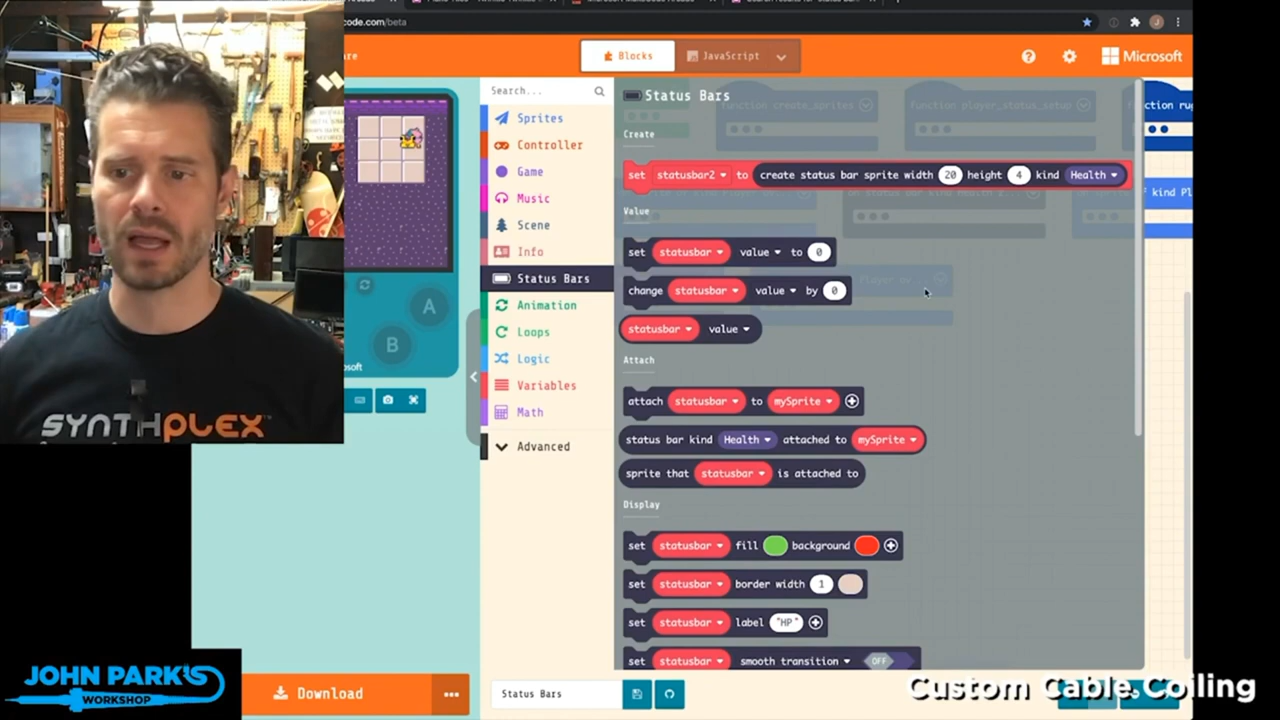 code.com/beta
are
Blocks
JavaScript
Microsoft
Search...
Sprites
Controller
Game
Music
Scene
Info
Status Bars
Animation
Loops
Logic
Variables
Math
Advanced
Status Bars
function create_sprites
function player_status_setup
Create
set statusbar2 to create status bar sprite width 20 height 4 kind Health
Value
set statusbar value to 0
change statusbar value by 0
statusbar value
Attach
attach statusbar to mySprite
status bar kind Health attached to mySprite
sprite that statusbar is attached to
Display
set statusbar fill background
set statusbar border width 1
set statusbar label "HP"
set statusbar smooth transition OFF
A
B
SYNTHPLEX
JOHN PARK'S
WORKSHOP
Download
Status Bars
Custom Cable Coiling